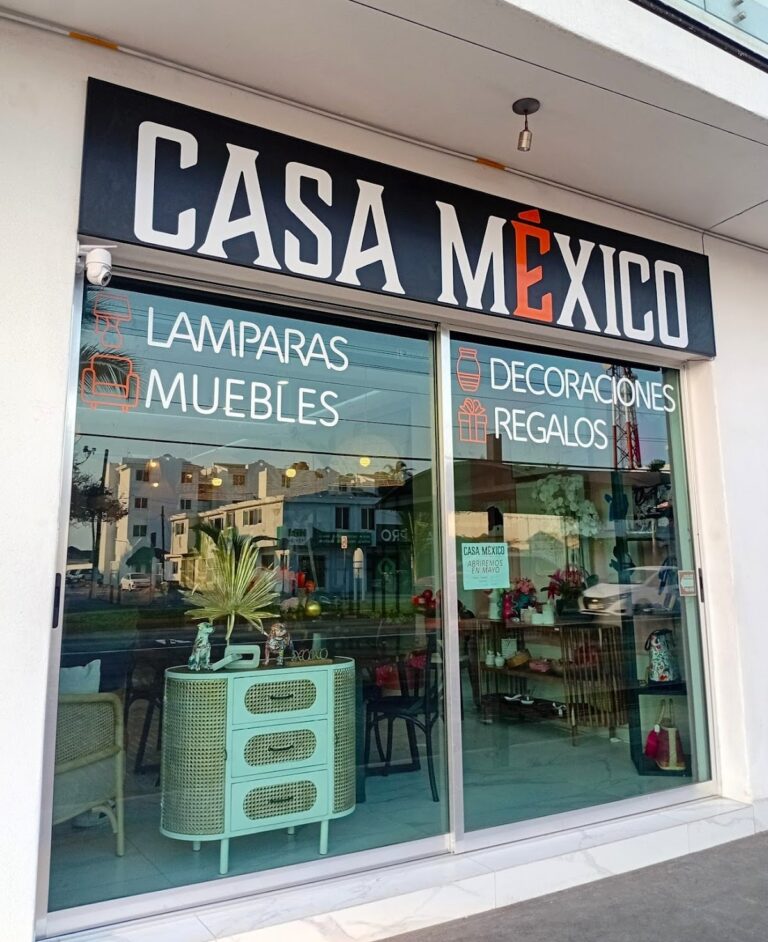 CASA MÉXICO
LAMPARAS
MUEBLES
DECORACIONES
REGALOS
CASA MÉXICO
ABRIREMOS
EN MAYO